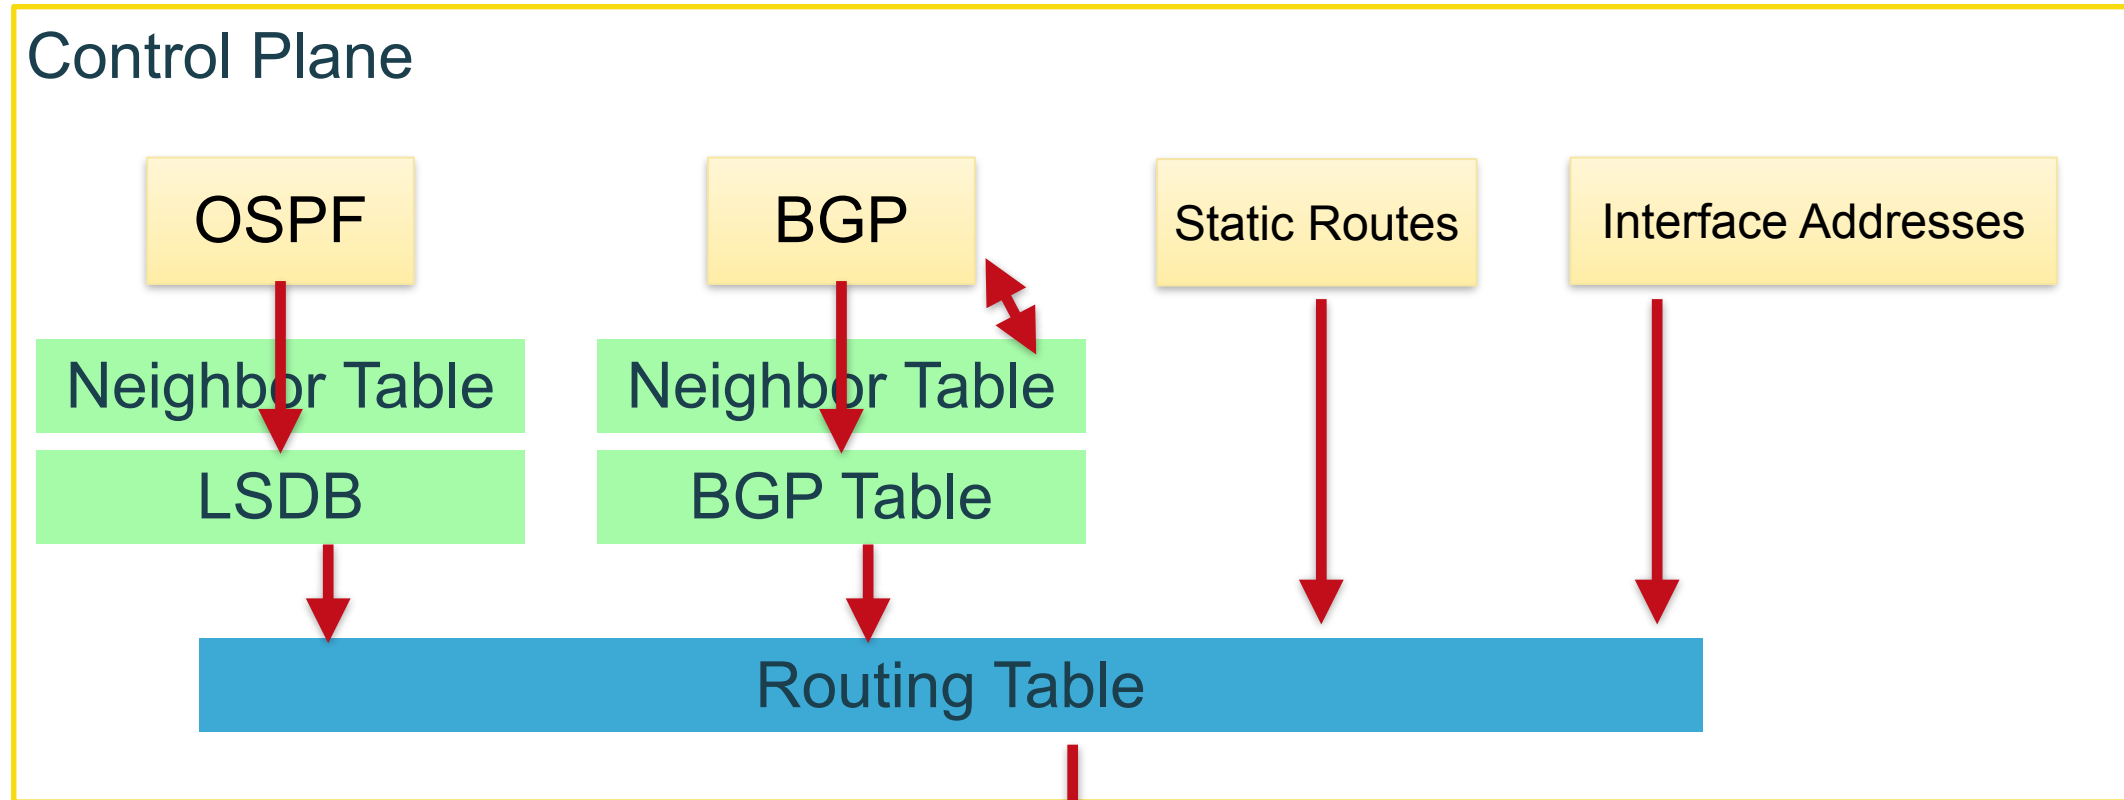 Control Plane
OSPF
BGP
Static Routes
Interface Addresses
Neighbor Table
Neighbor Table
LSDB
BGP Table
Routing Table